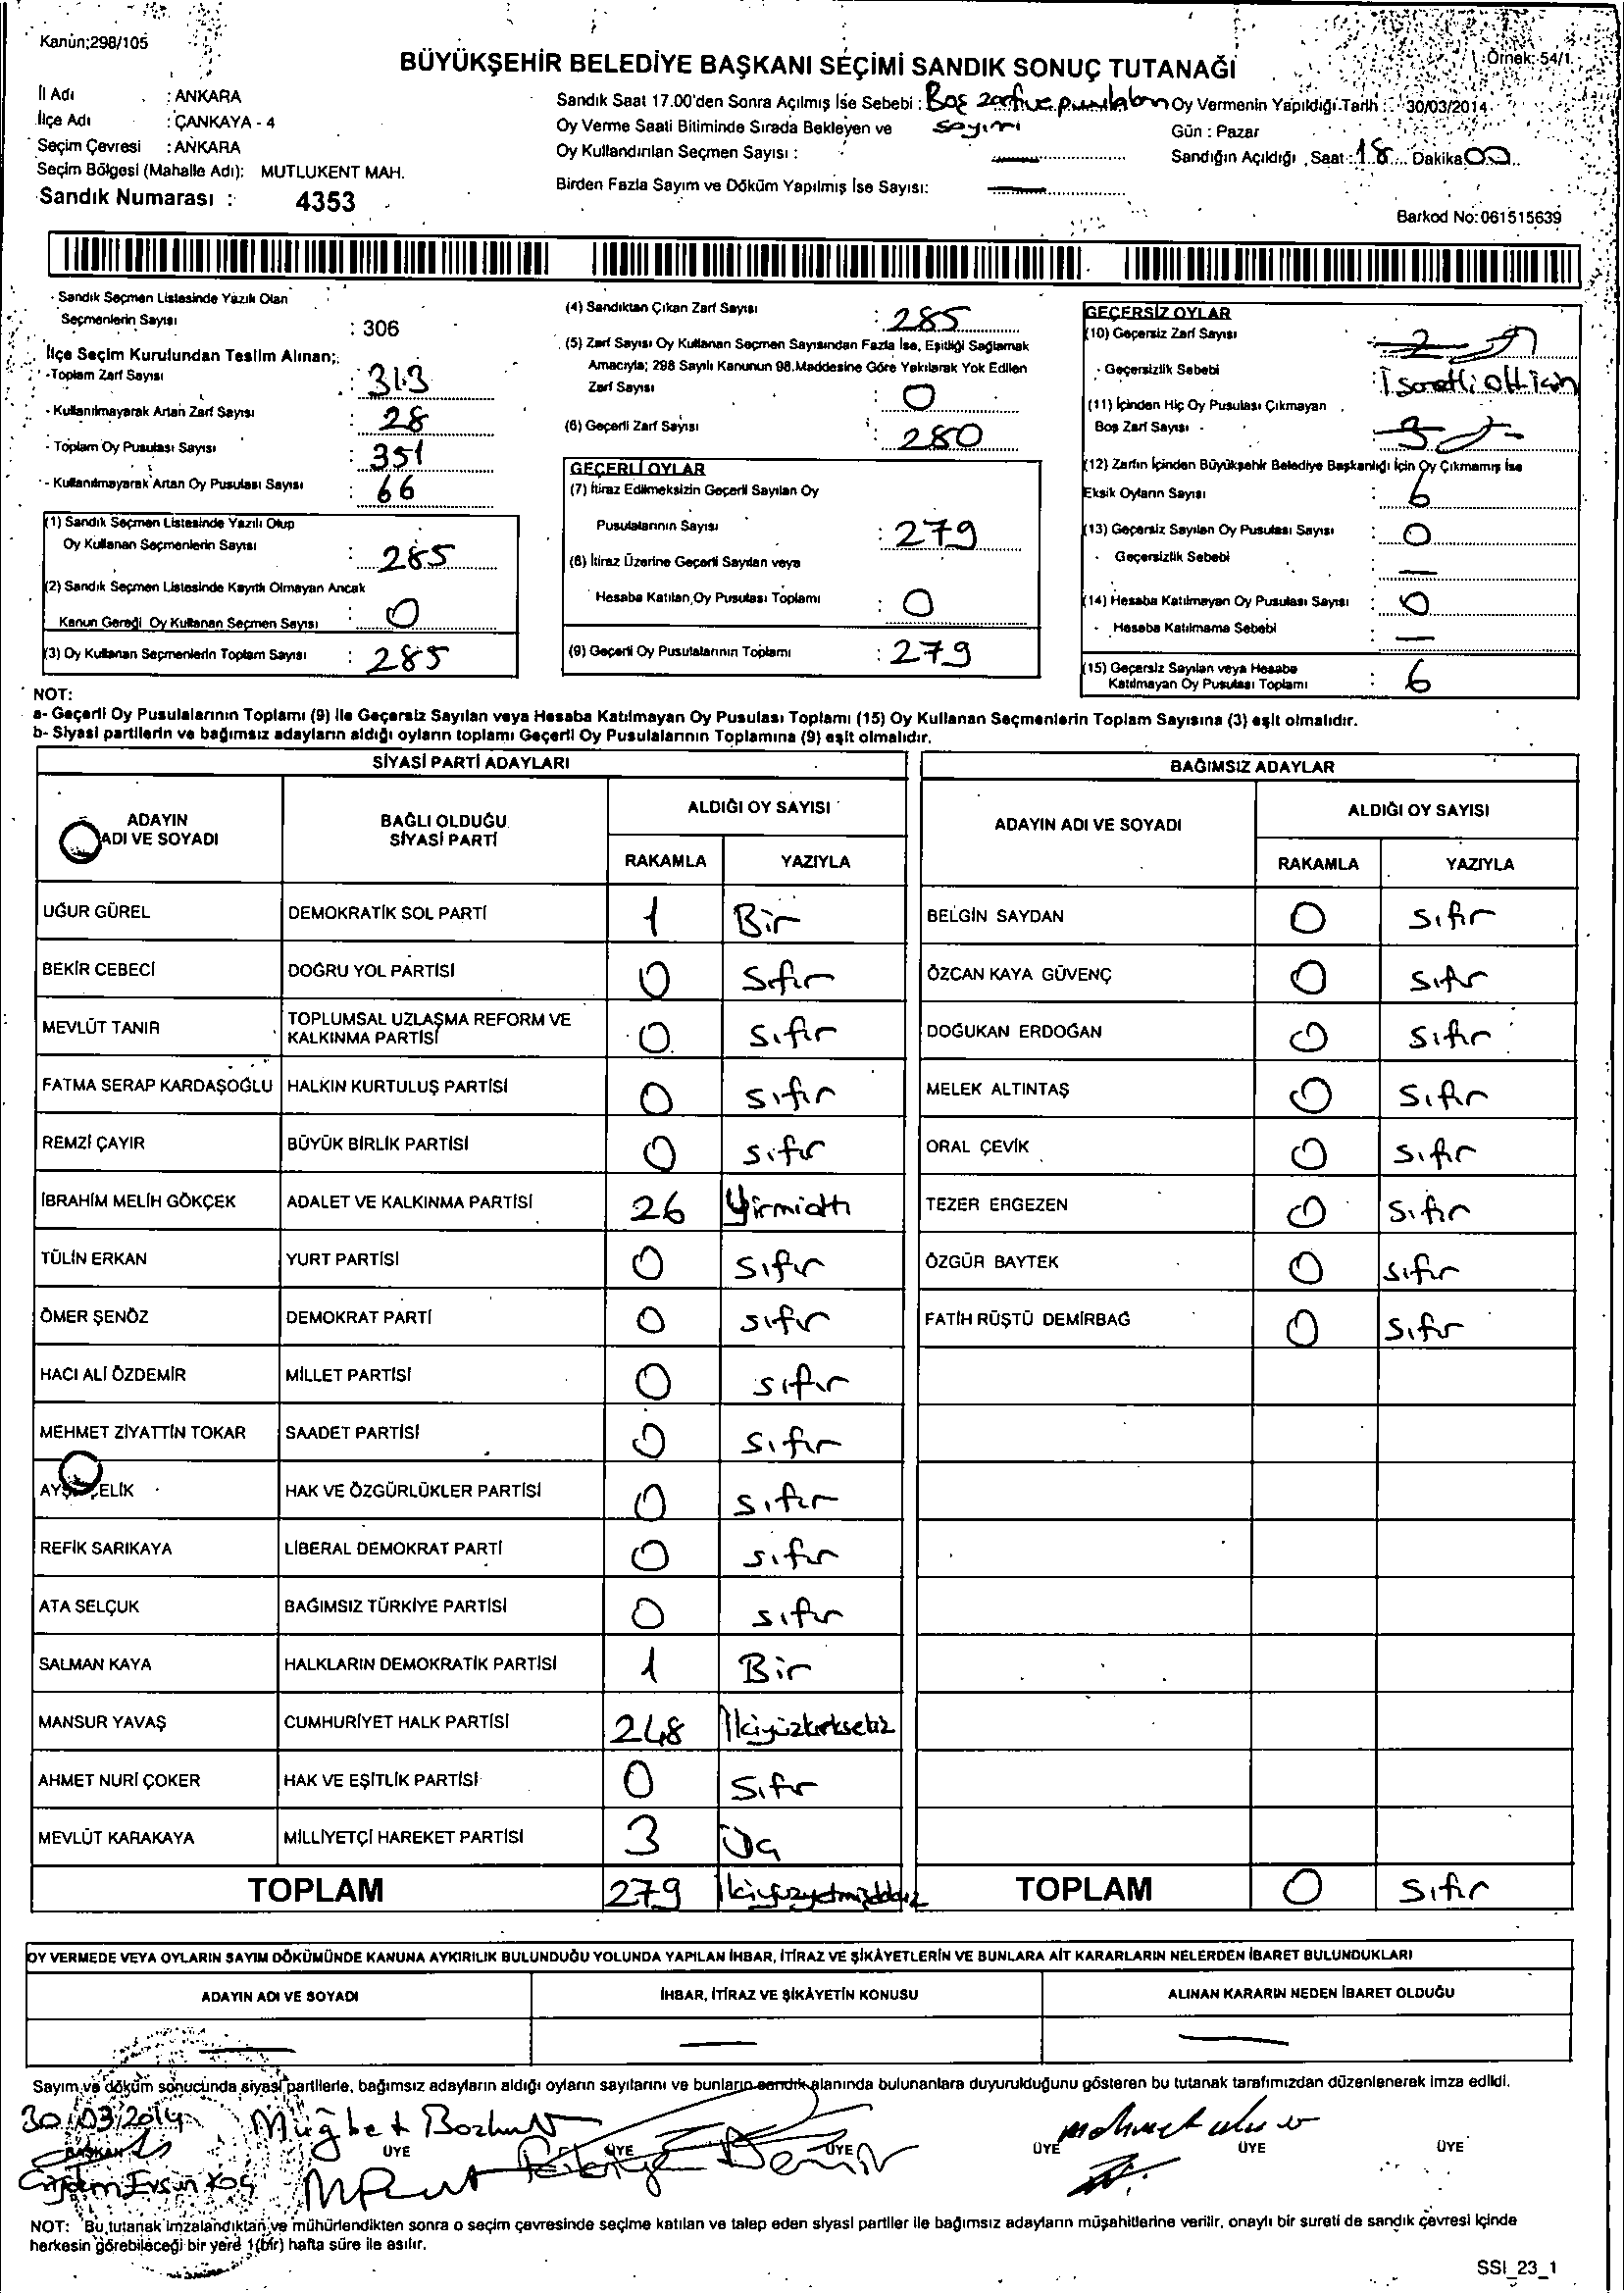 Kanun:298/105
Örnek: 54/1
BÜYÜKŞEHİR BELEDİYE BAŞKANI SEÇİMİ SANDIK SONUÇ TUTANAĞI
İl Adı : ANKARA
İlçe Adı : ÇANKAYA - 4
Seçim Çevresi : ANKARA
Seçim Bölgesi (Mahalle Adı): MUTLUKENT MAH.
Sandık Numarası : 4353
Sandık Saat 17.00'den Sonra Açılmış İse Sebebi : Boş zarf ve pusulaların
Oy Verme Saati Bitiminde Sırada Bekleyen ve sayımı
Oy Kullandırılan Seçmen Sayısı :
Birden Fazla Sayım ve Döküm Yapılmış İse Sayısı:
Oy Vermenin Yapıldığı Tarih : 30/03/2014
Gün : Pazar
Sandığın Açıldığı Saat : 18 Dakika 00
Barkod No: 061515639
Sandık Seçmen Listesinde Yazılı Olan
Seçmenlerin Sayısı : 306
İlçe Seçim Kurulundan Teslim Alınan;
-Toplam Zarf Sayısı : 313
- Kullanılmayarak Artan Zarf Sayısı : 28
- Toplam Oy Pusulası Sayısı : 351
- Kullanılmayarak Artan Oy Pusulası Sayısı : 66
(1) Sandık Seçmen Listesinde Yazılı Olup
Oy Kullanan Seçmenlerin Sayısı : 285
(2) Sandık Seçmen Listesinde Kayıtlı Olmayan Ancak
Kanun Gereği Oy Kullanan Seçmen Sayısı : 0
(3) Oy Kullanan Seçmenlerin Toplam Sayısı : 285
(4) Sandıktan Çıkan Zarf Sayısı : 285
(5) Zarf Sayısı Oy Kullanan Seçmen Sayısından Fazla İse, Eşitliği Sağlamak
Amacıyla; 298 Sayılı Kanunun 98.Maddesine Göre Yakılarak Yok Edilen
Zarf Sayısı : 0
(6) Geçerli Zarf Sayısı : 280
GEÇERLİ OYLAR
(7) İtiraz Edilmeksizin Geçerli Sayılan Oy
Pusulalarının Sayısı : 279
(8) İtiraz Üzerine Geçerli Sayılan veya
Hesaba Katılan Oy Pusulası Toplamı : 0
(9) Geçerli Oy Pusulalarının Toplamı : 279
GEÇERSİZ OYLAR
(10) Geçersiz Zarf Sayısı 2
- Geçersizlik Sebebi : İşaretli olduğu için
(11) İçinden Hiç Oy Pusulası Çıkmayan
Boş Zarf Sayısı 3
(12) Zarfın İçinden Büyükşehir Belediye Başkanlığı İçin Oy Çıkmamış İse
Eksik Oyların Sayısı : 6
(13) Geçersiz Sayılan Oy Pusulası Sayısı : 0
- Geçersizlik Sebebi : —
(14) Hesaba Katılmayan Oy Pusulası Sayısı : 0
- Hesaba Katılmama Sebebi : —
(15) Geçersiz Sayılan veya Hesaba
Katılmayan Oy Pusulası Toplamı : 6
NOT:
a- Geçerli Oy Pusulalarının Toplamı (9) ile Geçersiz Sayılan veya Hesaba Katılmayan Oy Pusulası Toplamı (15) Oy Kullanan Seçmenlerin Toplam Sayısına (3) eşit olmalıdır.
b- Siyasi partilerin ve bağımsız adayların aldığı oyların toplamı Geçerli Oy Pusulalarının Toplamına (9) eşit olmalıdır.
SİYASİ PARTİ ADAYLARI
ADAYIN ADI VE SOYADI BAĞLI OLDUĞU SİYASİ PARTİ ALDIĞI OY SAYISI
RAKAMLA YAZIYLA
UĞUR GÜREL DEMOKRATİK SOL PARTİ 1 Bir
BEKİR CEBECİ DOĞRU YOL PARTİSİ 0 Sıfır
MEVLÜT TANIR TOPLUMSAL UZLAŞMA REFORM VE KALKINMA PARTİSİ 0 Sıfır
FATMA SERAP KARDAŞOĞLU HALKIN KURTULUŞ PARTİSİ 0 sıfır
REMZİ ÇAYIR BÜYÜK BİRLİK PARTİSİ 0 sıfır
İBRAHİM MELİH GÖKÇEK ADALET VE KALKINMA PARTİSİ 26 Yirmialtı
TÜLİN ERKAN YURT PARTİSİ 0 sıfır
ÖMER ŞENÖZ DEMOKRAT PARTİ 0 sıfır
HACI ALİ ÖZDEMİR MİLLET PARTİSİ 0 sıfır
MEHMET ZİYATTİN TOKAR SAADET PARTİSİ 0 sıfır
ÇELİK HAK VE ÖZGÜRLÜKLER PARTİSİ 0 sıfır
REFİK SARIKAYA LİBERAL DEMOKRAT PARTİ 0 sıfır
ATA SELÇUK BAĞIMSIZ TÜRKİYE PARTİSİ 0 sıfır
SALMAN KAYA HALKLARIN DEMOKRATİK PARTİSİ 1 Bir
MANSUR YAVAŞ CUMHURİYET HALK PARTİSİ 248 İkiyüzkırksekiz
AHMET NURİ ÇOKER HAK VE EŞİTLİK PARTİSİ 0 Sıfır
MEVLÜT KARAKAYA MİLLİYETÇİ HAREKET PARTİSİ 3 Üç
TOPLAM 279 İkiyüzyetmişdokuz
BAĞIMSIZ ADAYLAR
ADAYIN ADI VE SOYADI ALDIĞI OY SAYISI
RAKAMLA YAZIYLA
BELGİN SAYDAN 0 Sıfır
ÖZCAN KAYA GÜVENÇ 0 Sıfır
DOĞUKAN ERDOĞAN 0 Sıfır
MELEK ALTINTAŞ 0 Sıfır
ORAL ÇEVİK 0 Sıfır
TEZER ERGEZEN 0 Sıfır
ÖZGÜR BAYTEK 0 sıfır
FATİH RÜŞTÜ DEMİRBAĞ 0 Sıfır
TOPLAM 0 Sıfır
OY VERMEDE VEYA OYLARIN SAYIM DÖKÜMÜNDE KANUNA AYKIRILIK BULUNDUĞU YOLUNDA YAPILAN İHBAR, İTİRAZ VE ŞİKÂYETLERİN VE BUNLARA AİT KARARLARIN NELERDEN İBARET BULUNDUKLARI
ADAYIN ADI VE SOYADI İHBAR, İTİRAZ VE ŞİKÂYETİN KONUSU ALINAN KARARIN NEDEN İBARET OLDUĞU
— — —
Sayım ve döküm sonucunda siyasi partilerle, bağımsız adayların aldığı oyların sayılarını ve bunların sandık alanında bulunanlara duyurulduğunu gösteren bu tutanak tarafımızdan düzenlenerek imza edildi.
30/03/2014
BAŞKAN ÜYE ÜYE ÜYE ÜYE ÜYE ÜYE
NOT: Bu tutanak imzalandıktan ve mühürlendikten sonra o seçim çevresinde seçime katılan ve talep eden siyasi partiler ile bağımsız adayların müşahitlerine verilir, onaylı bir sureti de sandık çevresi içinde
herkesin görebileceği bir yere 1(bir) hafta süre ile asılır.
SSI_23_1